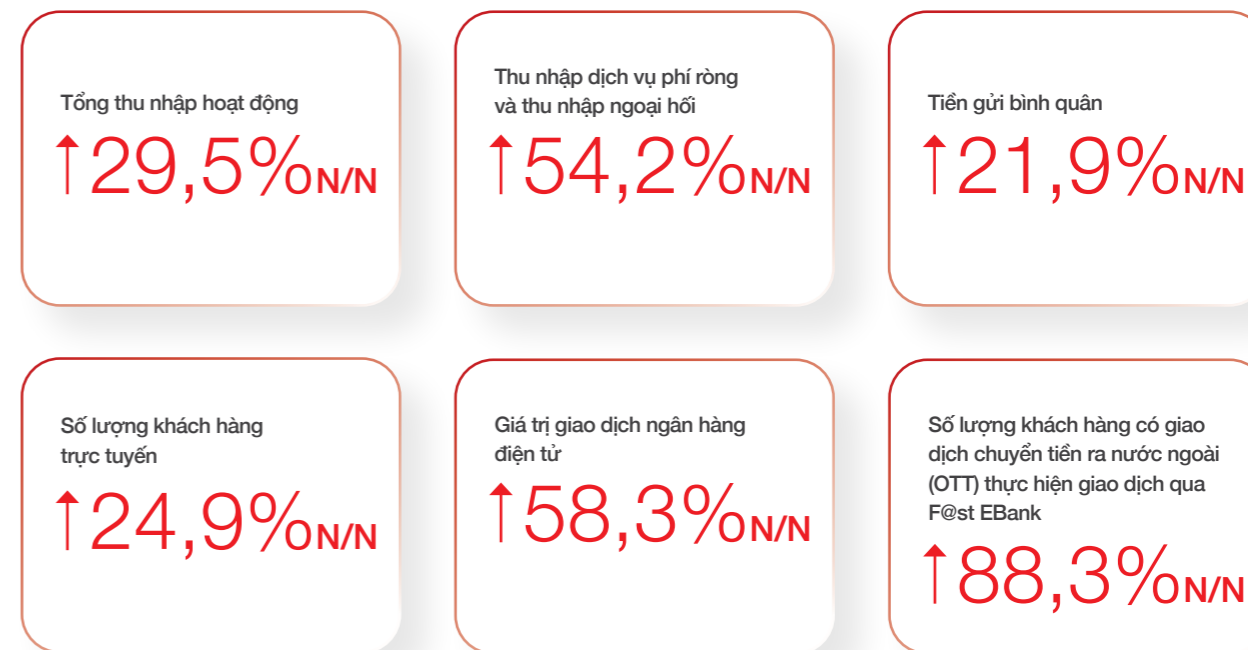 Tổng thu nhập hoạt động
↑29,5%N/N
Thu nhập dịch vụ phí ròng
và thu nhập ngoại hối
↑54,2%N/N
Tiền gửi bình quân
↑21,9%N/N
Số lượng khách hàng
trực tuyến
↑24,9%N/N
Giá trị giao dịch ngân hàng
điện tử
↑58,3%N/N
Số lượng khách hàng có giao
dịch chuyển tiền ra nước ngoài
(OTT) thực hiện giao dịch qua
F@st EBank
↑88,3%N/N